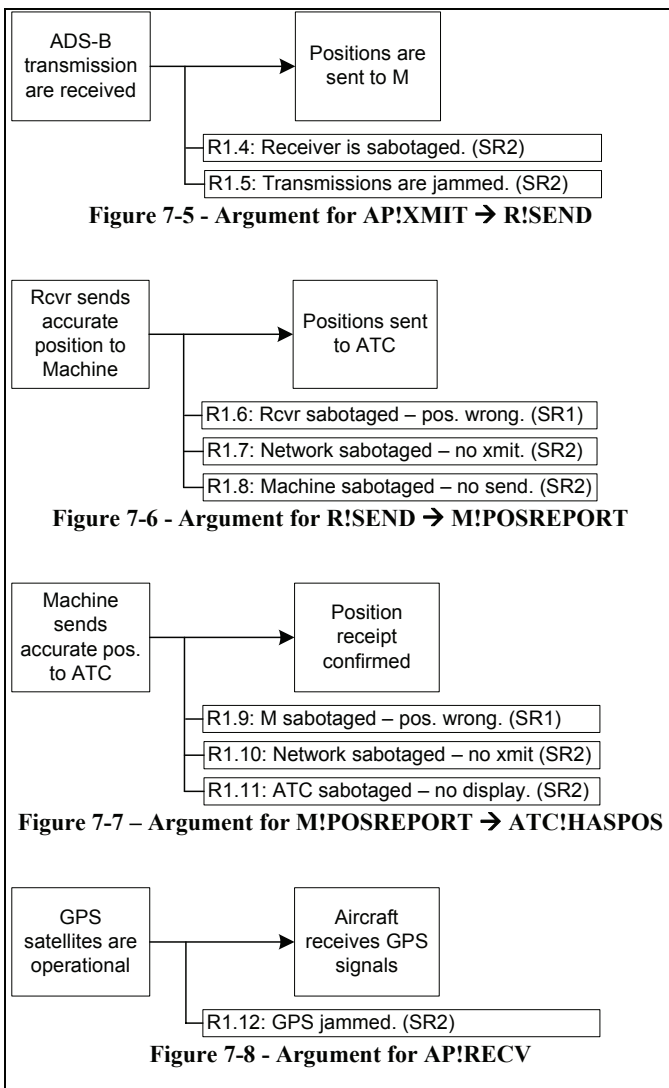 ADS-B
transmission
are received
Positions are
sent to M
R1.4: Receiver is sabotaged. (SR2)
R1.5: Transmissions are jammed. (SR2)
Figure 7-5 - Argument for AP!XMIT → R!SEND
Rcvr sends
accurate
position to
Machine
Positions sent
to ATC
R1.6: Rcvr sabotaged – pos. wrong. (SR1)
R1.7: Network sabotaged – no xmit. (SR2)
R1.8: Machine sabotaged – no send. (SR2)
Figure 7-6 - Argument for R!SEND → M!POSREPORT
Machine
sends
accurate pos.
to ATC
Position
receipt
confirmed
R1.9: M sabotaged – pos. wrong. (SR1)
R1.10: Network sabotaged – no xmit (SR2)
R1.11: ATC sabotaged – no display. (SR2)
Figure 7-7 – Argument for M!POSREPORT → ATC!HASPOS
GPS
satellites are
operational
Aircraft
receives GPS
signals
R1.12: GPS jammed. (SR2)
Figure 7-8 - Argument for AP!RECV